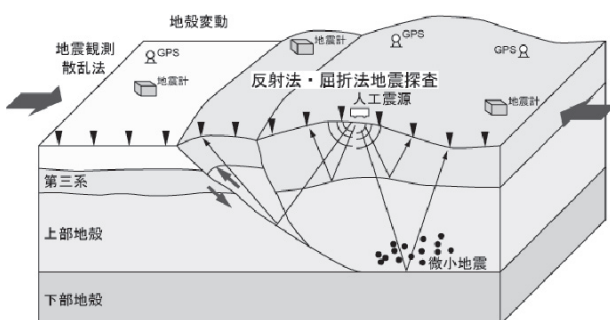 地殻変動
地震観測
散乱法
GPS
地震計
地震計
GPS
GPS
地震計
反射法・屈折法地震探査
人工震源
第三系
上部地殻
微小地震
下部地殻